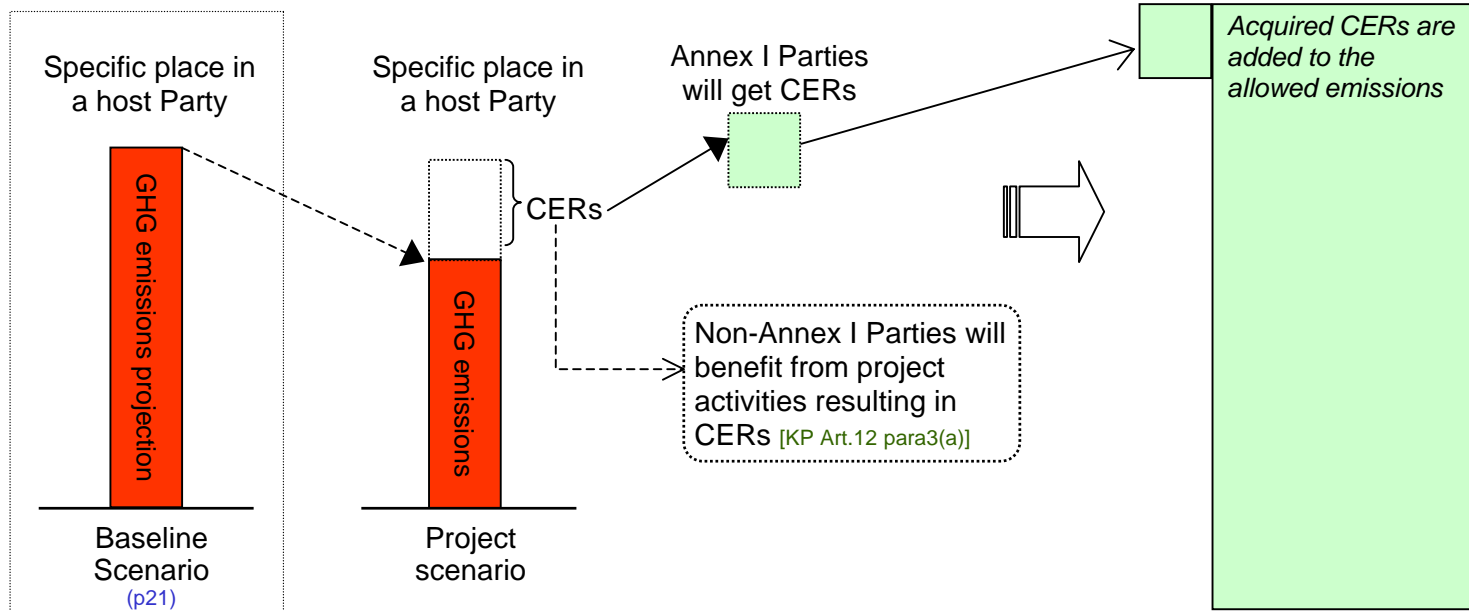 Specific place in
a host Party
GHG emissions projection
Baseline
Scenario
(p21)
Specific place in
a host Party
GHG emissions
CERs
Project
scenario
Annex I Parties
will get CERs
Non-Annex I Parties will
benefit from project
activities resulting in
CERs [KP Art.12 para3(a)]
Acquired CERs are
added to the
allowed emissions